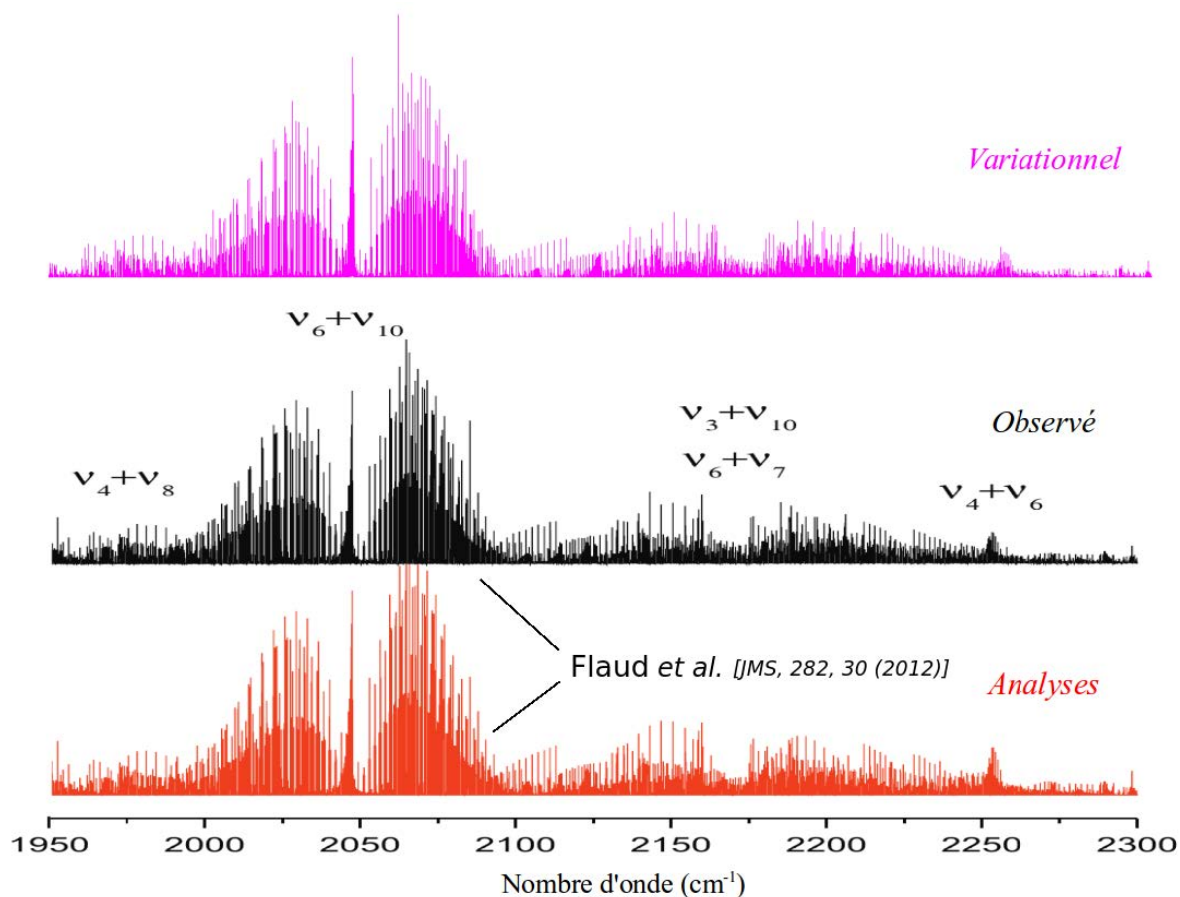 Variationnel
ν6+ν10
Observé
ν3+ν10
ν6+ν7
ν4+ν8
ν4+ν6
Flaud et al. [JMS, 282, 30 (2012)]
Analyses
1950 2000 2050 2100 2150 2200 2250 2300
Nombre d'onde (cm-1)